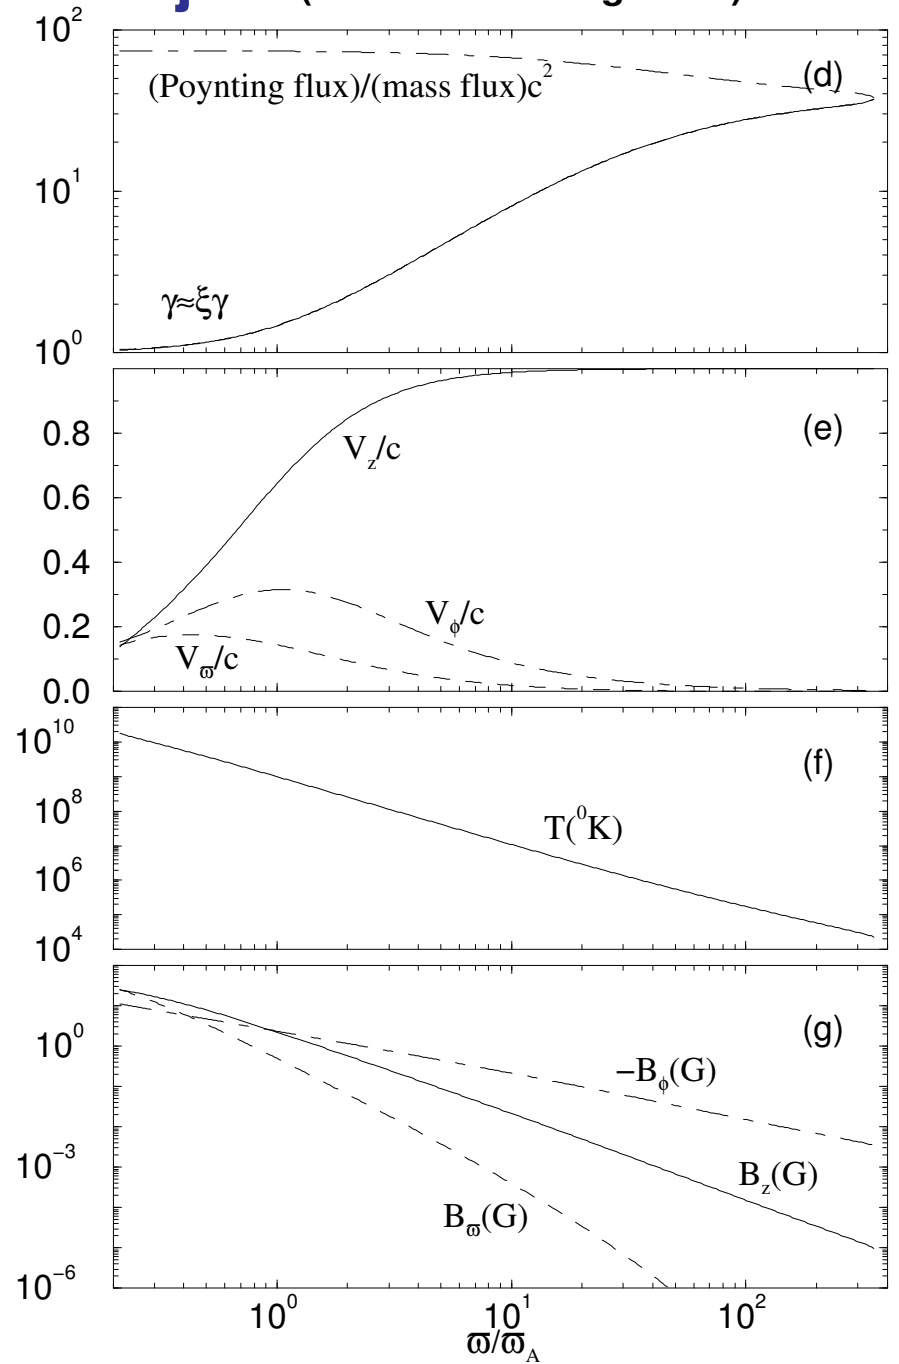 10^2
(d)
(Poynting flux)/(mass flux)c^2
10^1
γ≈ξγ
10^0
(e)
0.8
V_z/c
0.6
0.4
V_ϕ/c
0.2
V_ϖ/c
0.0
10^10
(f)
10^8
T(^0K)
10^6
10^4
(g)
10^0
−B_ϕ(G)
10^−3
B_z(G)
B_ϖ(G)
10^−6
10^0 10^1 10^2
ϖ/ϖ_A